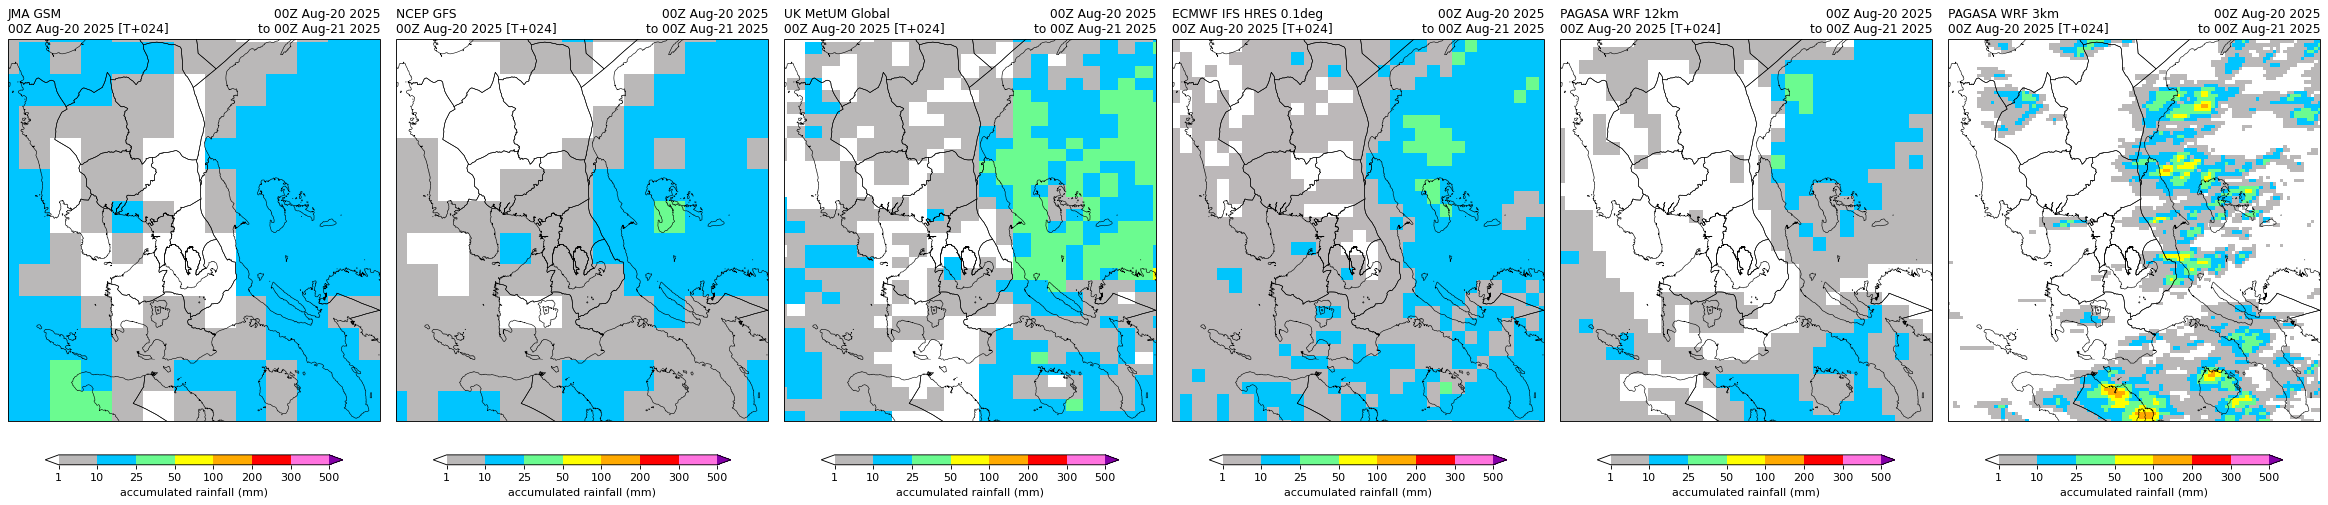 JMA GSM 00Z Aug-20 2025
00Z Aug-20 2025 [T+024] to 00Z Aug-21 2025
1 10 25 50 100 200 300 500
accumulated rainfall (mm)
NCEP GFS 00Z Aug-20 2025
00Z Aug-20 2025 [T+024] to 00Z Aug-21 2025
1 10 25 50 100 200 300 500
accumulated rainfall (mm)
UK MetUM Global 00Z Aug-20 2025
00Z Aug-20 2025 [T+024] to 00Z Aug-21 2025
1 10 25 50 100 200 300 500
accumulated rainfall (mm)
ECMWF IFS HRES 0.1deg 00Z Aug-20 2025
00Z Aug-20 2025 [T+024] to 00Z Aug-21 2025
1 10 25 50 100 200 300 500
accumulated rainfall (mm)
PAGASA WRF 12km 00Z Aug-20 2025
00Z Aug-20 2025 [T+024] to 00Z Aug-21 2025
1 10 25 50 100 200 300 500
accumulated rainfall (mm)
PAGASA WRF 3km 00Z Aug-20 2025
00Z Aug-20 2025 [T+024] to 00Z Aug-21 2025
1 10 25 50 100 200 300 500
accumulated rainfall (mm)